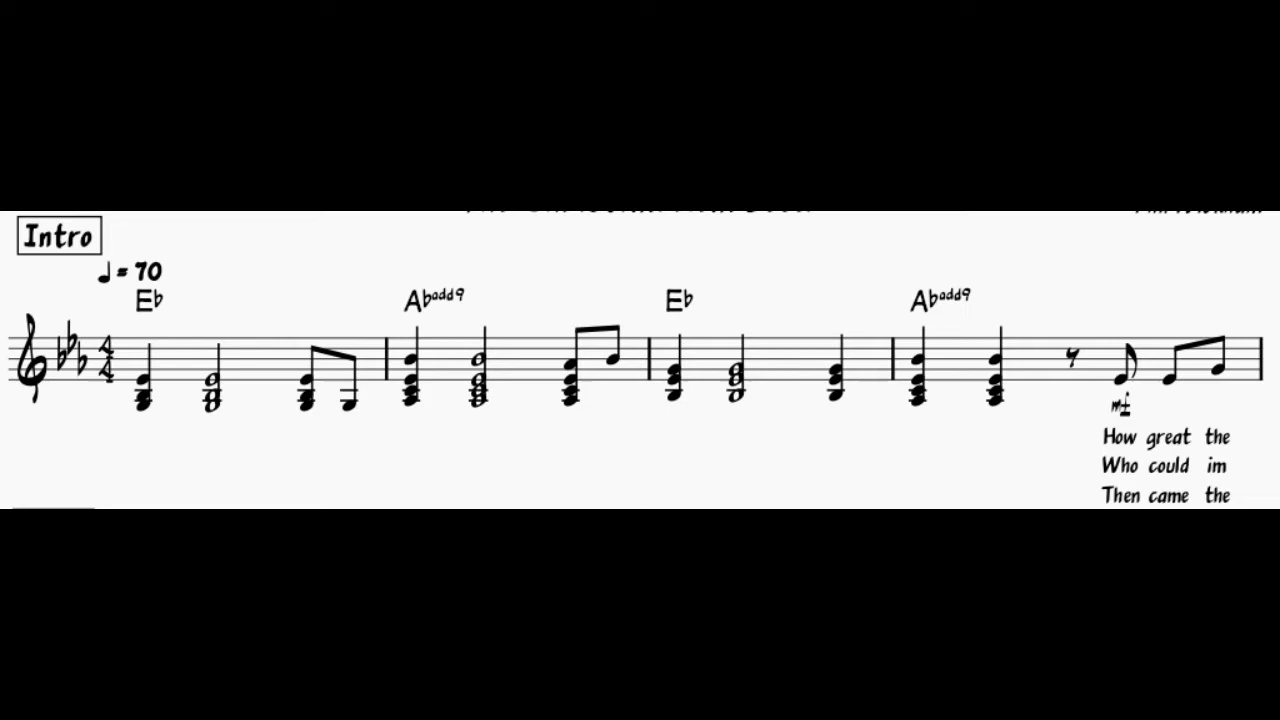 Intro
= 70
E♭ A♭add9 E♭ A♭add9
mf
How great the
Who could im
Then came the